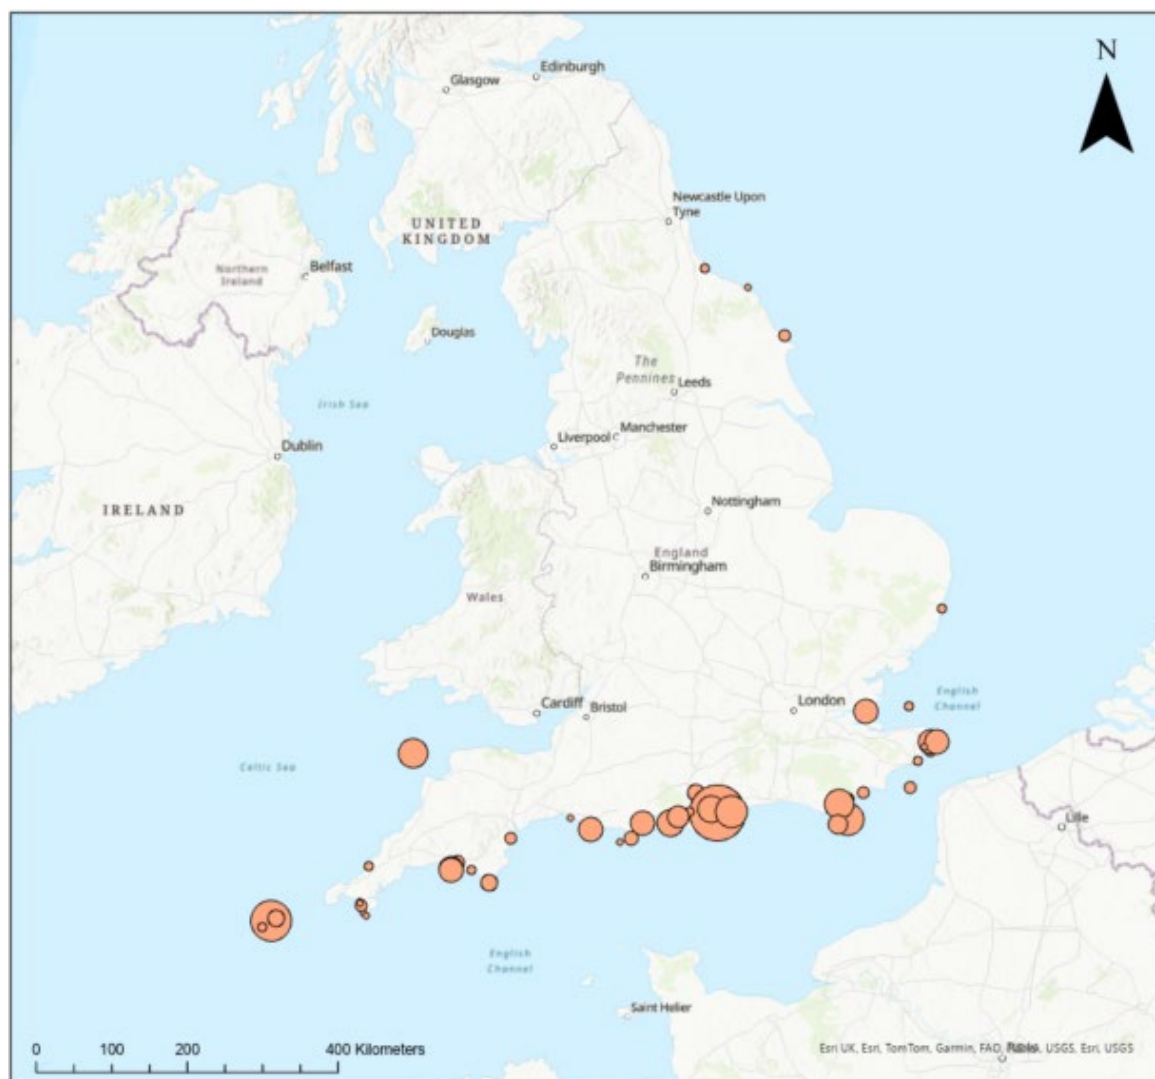 N
Edinburgh
Glasgow
Newcastle Upon
Tyne
UNITED
KINGDOM
Northern
Ireland
Belfast
Douglas
The
Pennines
Leeds
Irish Sea
Manchester
Liverpool
Dublin
Nottingham
IRELAND
England
Birmingham
Wales
English
Channel
Cardiff
Bristol
London
Celtic Sea
Lille
English
Channel
Saint Helier
0 100 200 400 Kilometers
Esri UK, Esri, TomTom, Garmin, FAO, USGS, Esri, USGS